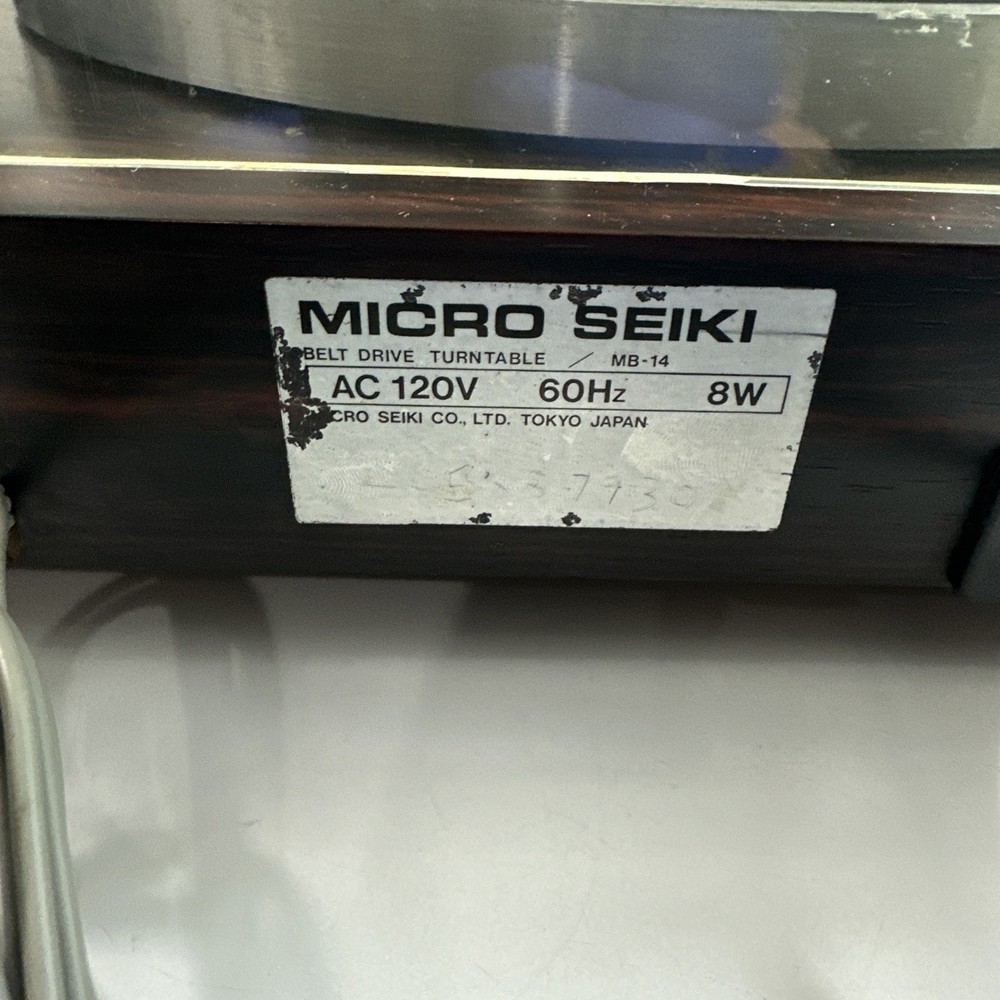 MICRO SEIKI
BELT DRIVE TURNTABLE / MB-14
AC 120V 60Hz 8W
CRO SEIKI CO., LTD. TOKYO JAPAN